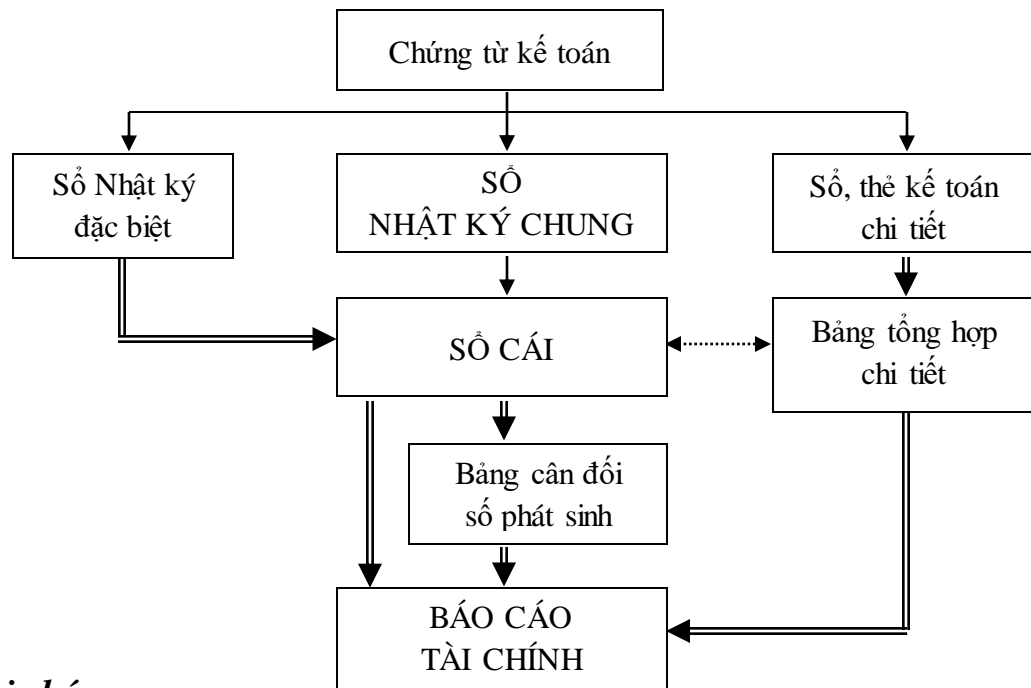 Chứng từ kế toán
Sổ Nhật ký
đặc biệt
SỔ
NHẬT KÝ CHUNG
Sổ, thẻ kế toán
chi tiết
SỔ CÁI
Bảng tổng hợp
chi tiết
Bảng cân đối
số phát sinh
BÁO CÁO
TÀI CHÍNH